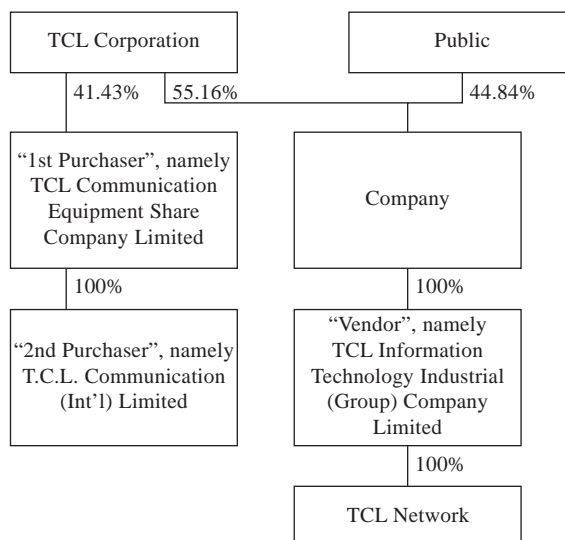 TCL Corporation
Public
41.43%
55.16%
44.84%
“1st Purchaser”, namely
TCL Communication
Equipment Share
Company Limited
Company
100%
100%
“2nd Purchaser”, namely
T.C.L. Communication
(Int’l) Limited
“Vendor”, namely
TCL Information
Technology Industrial
(Group) Company
Limited
100%
TCL Network